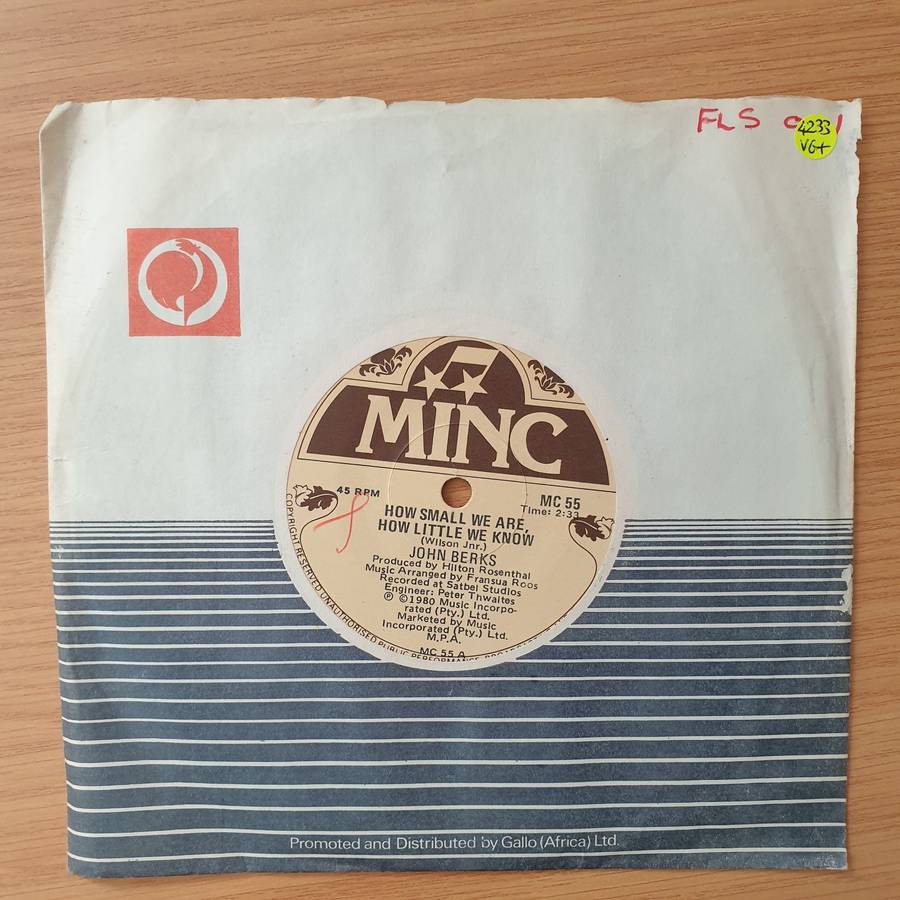 FLS
4233
VG+
MINC
45 RPM
MC 55
Time: 2:33
HOW SMALL WE ARE,
HOW LITTLE WE KNOW
(Wilson Jnr.)
JOHN BERKS
Produced by Hilton Rosenthal
Music Arranged by Fransua Roos
Recorded at Satbel Studios
Engineer: Peter Thwaites
℗ ©1980 Music Incorpo-
rated (Pty.) Ltd.
Marketed by Music
Incorporated (Pty.) Ltd.
M.P.A.
MC 55 A
COPYRIGHT RESERVED UNAUTHORISED PUBLIC PERFORMANCE
Promoted and Distributed by Gallo (Africa) Ltd.